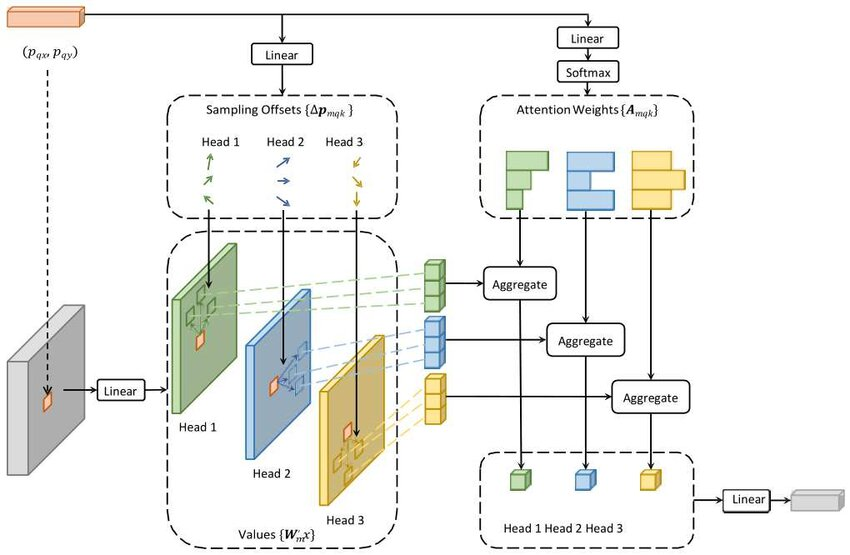 (p_qx, p_qy)
Linear
Linear
Softmax
Sampling Offsets {Δp_mqk }
Head 1 Head 2 Head 3
Attention Weights{A_mqk}
Aggregate
Aggregate
Aggregate
Linear
Head 1
Head 2
Head 3
Values {W'_m x}
Head 1 Head 2 Head 3
Linear